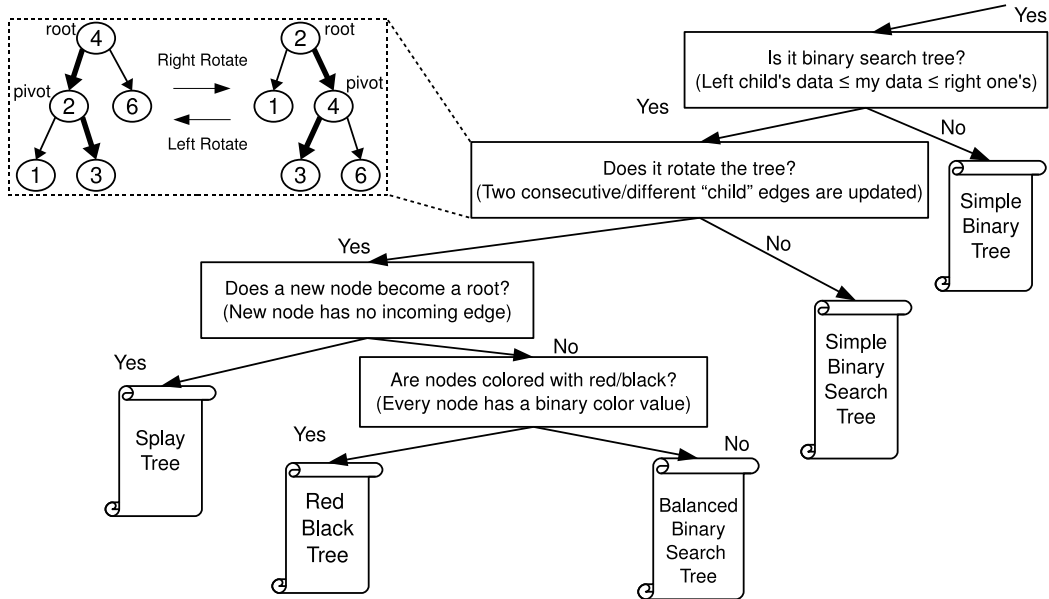 root
4
2
root
Right Rotate
pivot
2
6
1
4
pivot
Left Rotate
1
3
3
6
Yes
Is it binary search tree?
(Left child's data ≤ my data ≤ right one's)
Yes
No
Does it rotate the tree?
(Two consecutive/different “child” edges are updated)
Simple
Binary
Tree
Yes
No
Does a new node become a root?
(New node has no incoming edge)
Simple
Binary
Search
Tree
Yes
No
Are nodes colored with red/black?
(Every node has a binary color value)
Splay
Tree
Yes
No
Red
Black
Tree
Balanced
Binary
Search
Tree